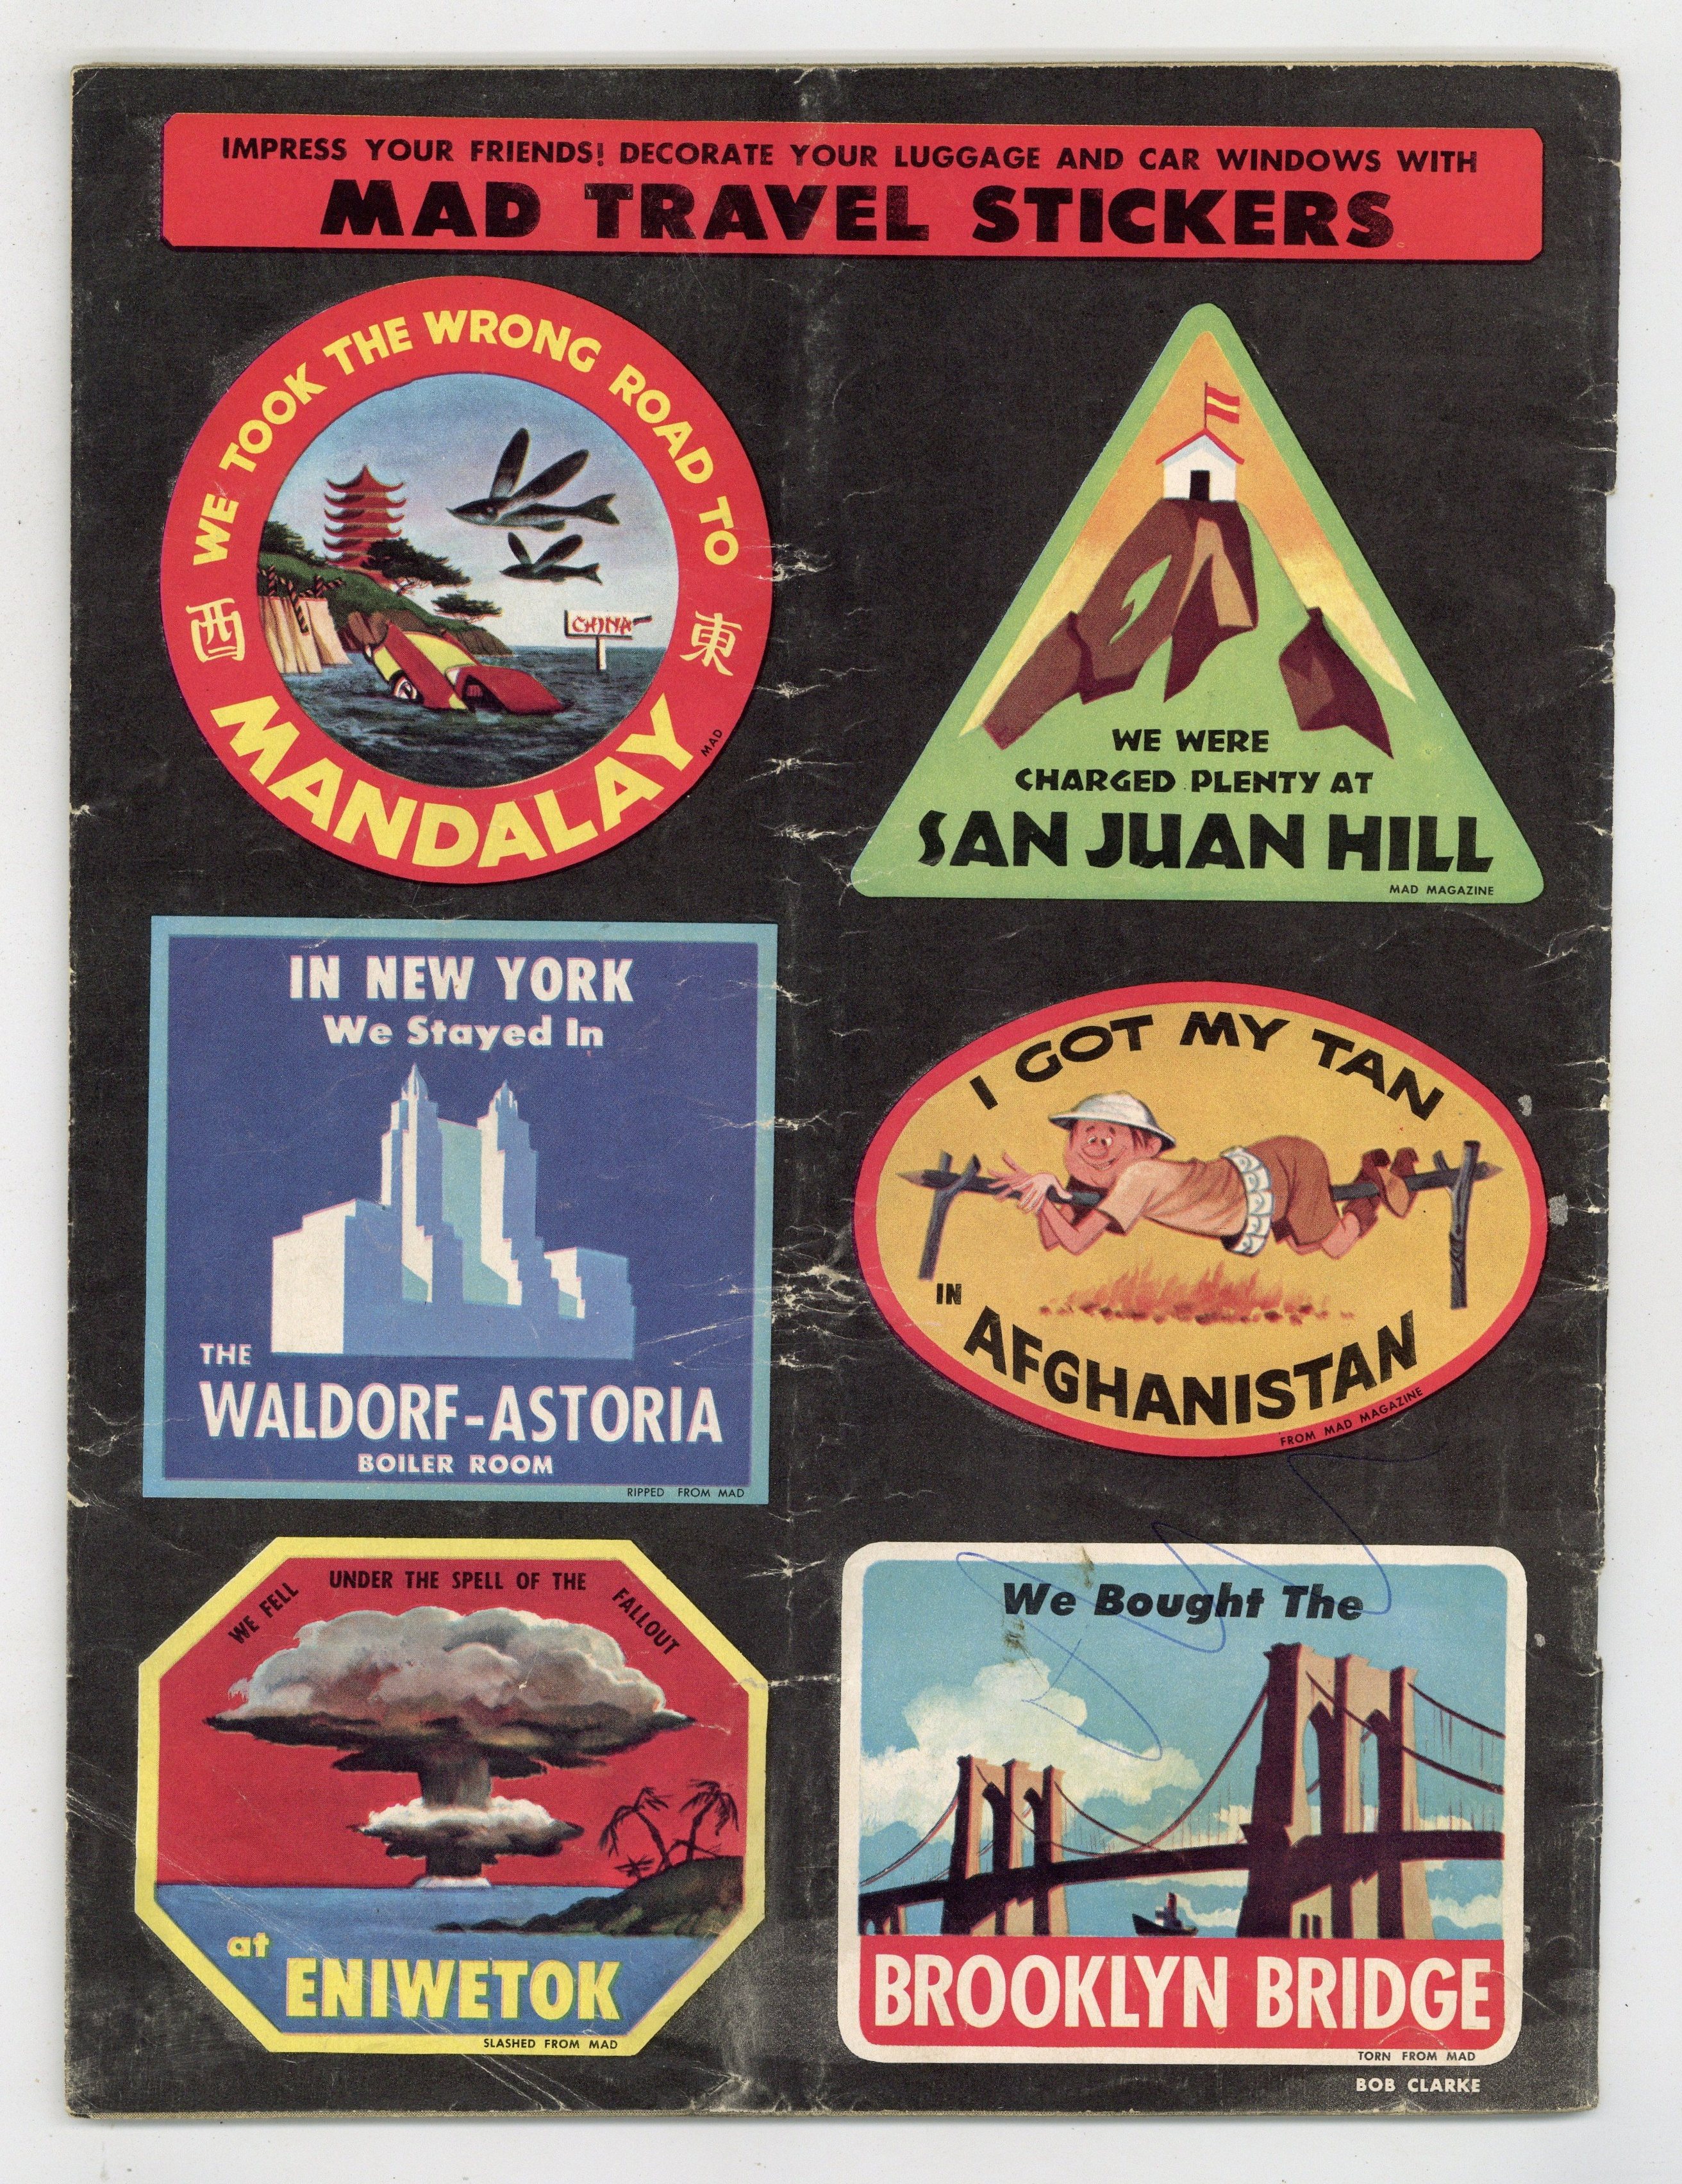 IMPRESS YOUR FRIENDS! DECORATE YOUR LUGGAGE AND CAR WINDOWS WITH
MAD TRAVEL STICKERS
WE TOOK THE WRONG ROAD TO
西
東
CHINA
MANDALAY
MAD
WE WERE
CHARGED PLENTY AT
SAN JUAN HILL
MAD MAGAZINE
IN NEW YORK
We Stayed In
THE
WALDORF-ASTORIA
BOILER ROOM
RIPPED FROM MAD
I GOT MY TAN
IN
AFGHANISTAN
FROM MAD MAGAZINE
WE FELL UNDER THE SPELL OF THE FALLOUT
at
ENIWETOK
SLASHED FROM MAD
We Bought The
BROOKLYN BRIDGE
TORN FROM MAD
BOB CLARKE